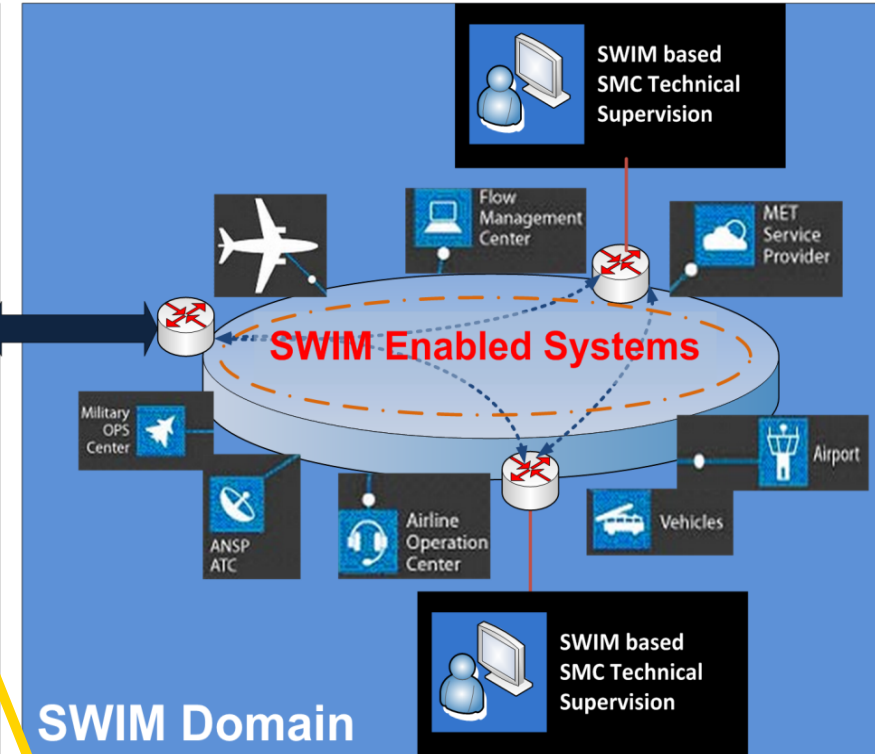 SWIM based
SMC Technical
Supervision
Flow
Management
Center
MET
Service
Provider
SWIM Enabled Systems
Military
OPS
Center
Airport
ANSP
ATC
Airline
Operation
Center
Vehicles
SWIM based
SMC Technical
Supervision
SWIM Domain